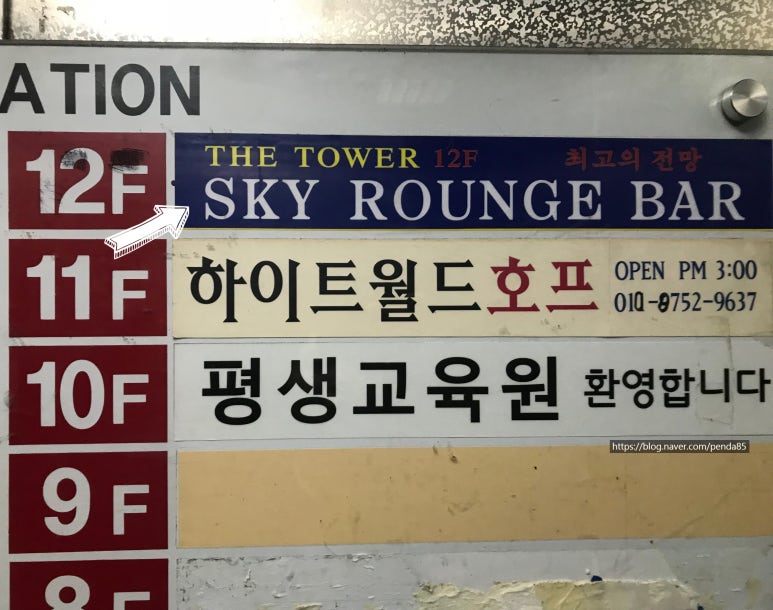 ATION
12F
THE TOWER 12F 최고의 전망
SKY ROUNGE BAR
11F
하이트월드호프 OPEN PM 3:00
010-8752-9637
10F
평생교육원 환영합니다
https://blog.naver.com/penda85
9F
8F